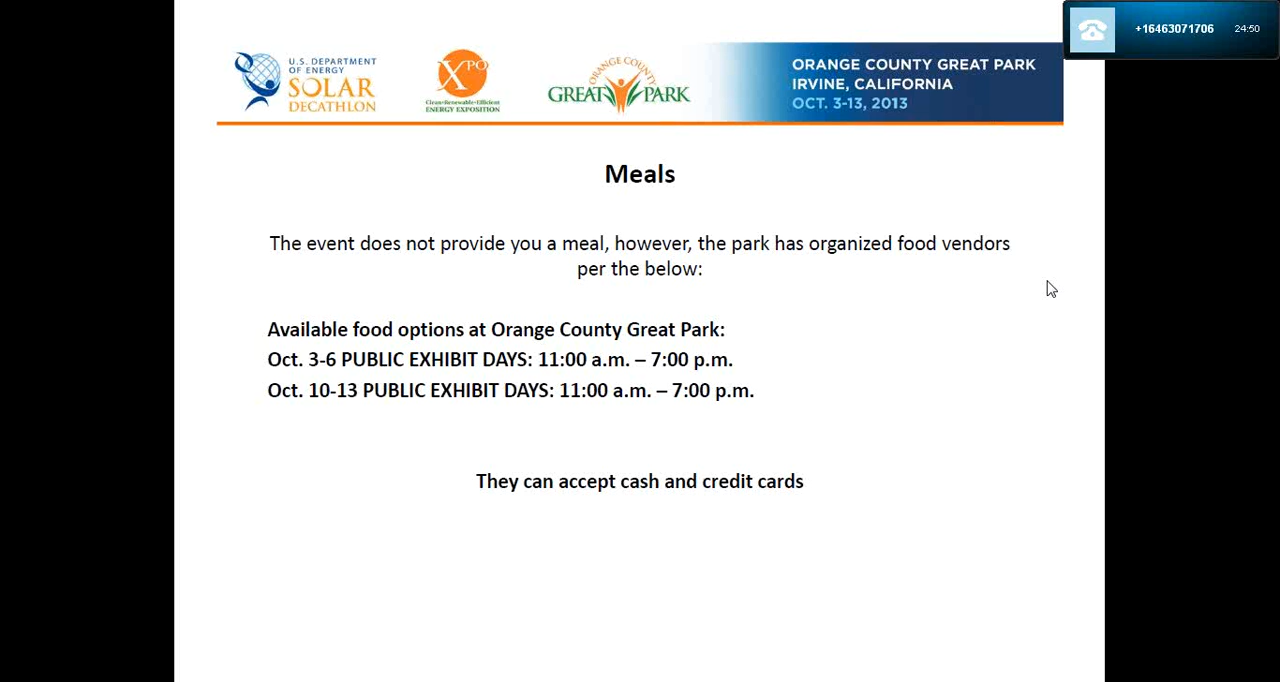 +16463071706 24:50
U.S. DEPARTMENT
OF ENERGY
SOLAR
DECATHLON
XPO
Clean•Renewable•Efficient
ENERGY EXPOSITION
ORANGE COUNTY
GREAT PARK
ORANGE COUNTY GREAT PARK
IRVINE, CALIFORNIA
OCT. 3-13, 2013
Meals
The event does not provide you a meal, however, the park has organized food vendors
per the below:
Available food options at Orange County Great Park:
Oct. 3-6 PUBLIC EXHIBIT DAYS: 11:00 a.m. – 7:00 p.m.
Oct. 10-13 PUBLIC EXHIBIT DAYS: 11:00 a.m. – 7:00 p.m.
They can accept cash and credit cards